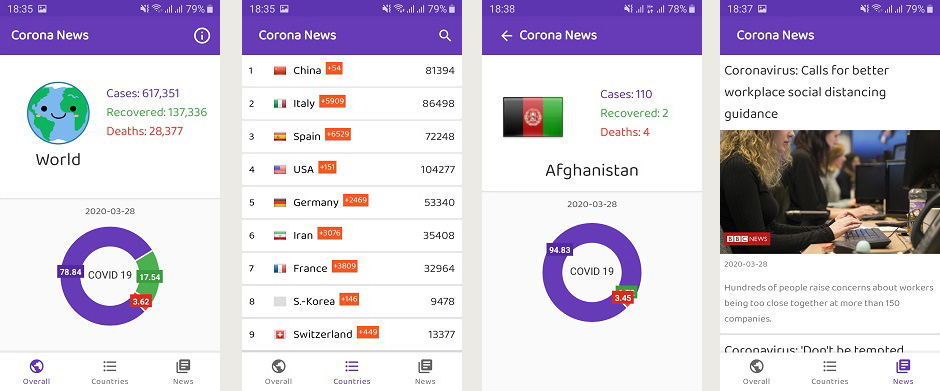 18:35
79%
Corona News
Cases: 617,351
Recovered: 137,336
Deaths: 28,377
World
2020-03-28
78.84
COVID 19
17.54
3.62
Overall
Countries
News
18:35
79%
Corona News
1 China +54 81394
2 Italy +5909 86498
3 Spain +6529 72248
4 USA +151 104277
5 Germany +2469 53340
6 Iran +3076 35408
7 France +3809 32964
8 S.-Korea +146 9478
9 Switzerland +449 13377
Overall
Countries
News
18:38
78%
Corona News
Cases: 110
Recovered: 2
Deaths: 4
Afghanistan
2020-03-28
94.83
COVID 19
3.45
18:37
79%
Corona News
Coronavirus: Calls for better
workplace social distancing
guidance
BBC NEWS
2020-03-28
Hundreds of people raise concerns about workers
being too close together at more than 150
companies.
Coronavirus: 'Don't be tempted
Overall
Countries
News